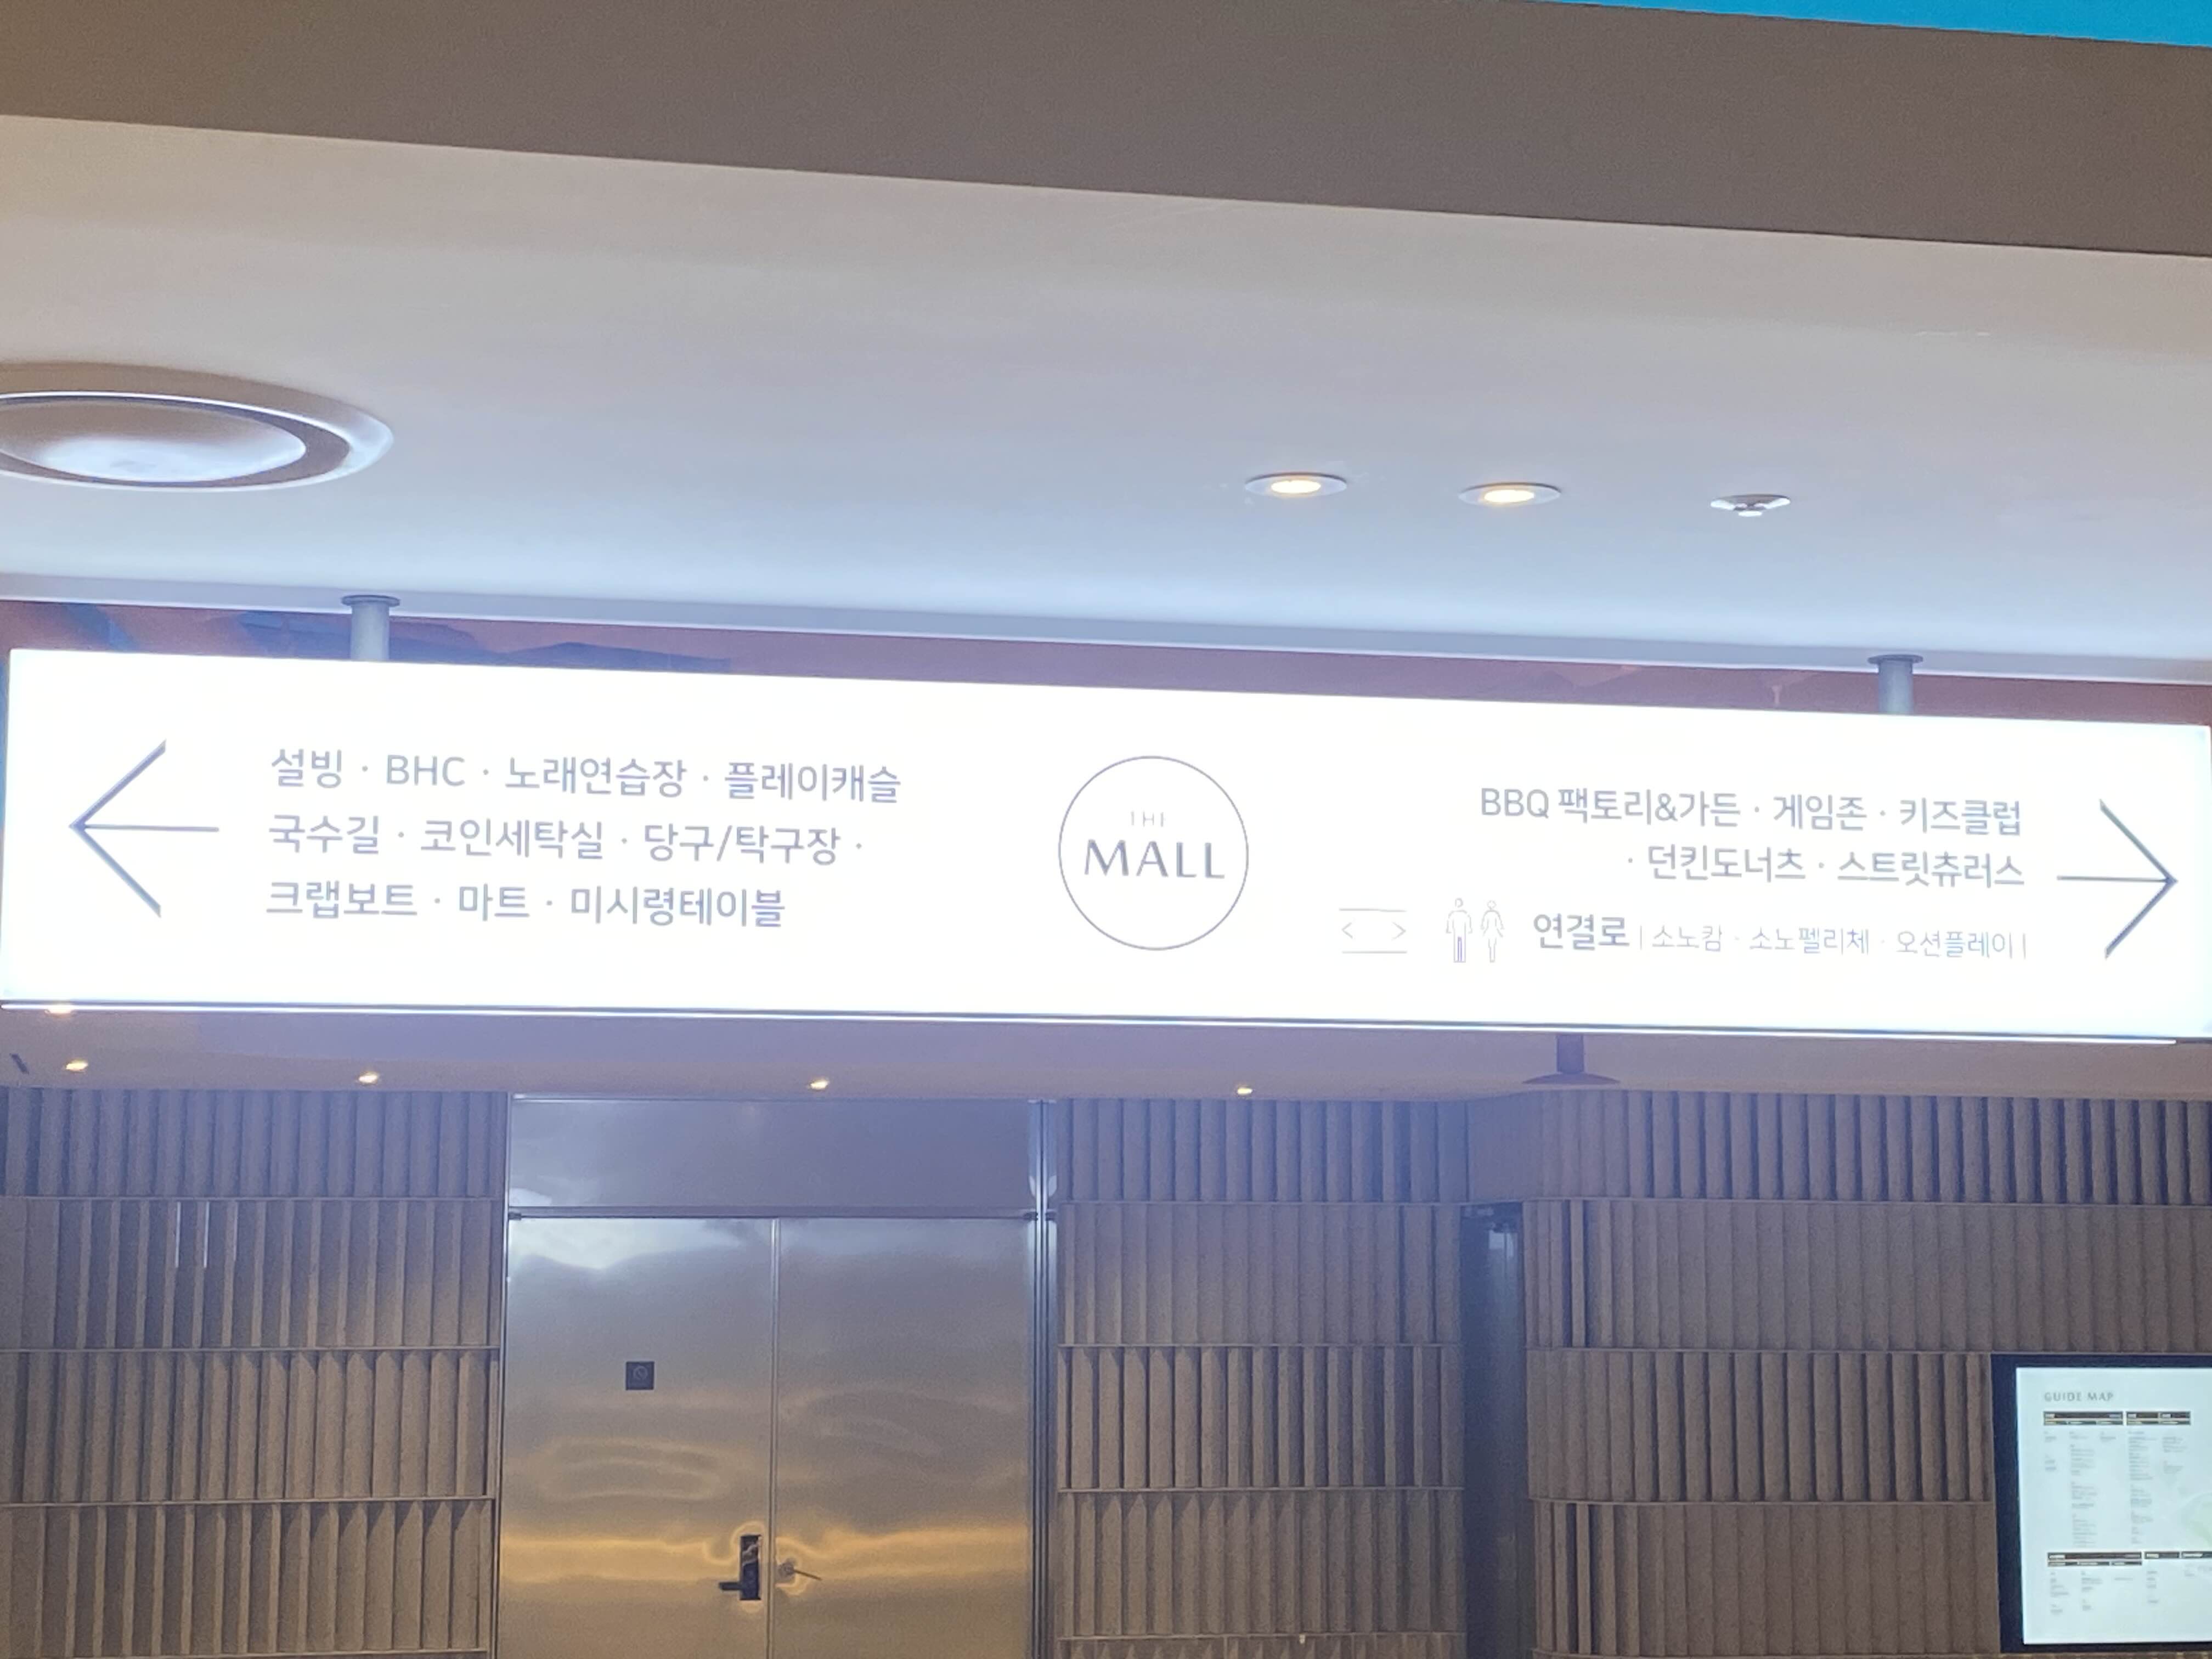 설빙 · BHC · 노래연습장 · 플레이캐슬
국수길 · 코인세탁실 · 당구/탁구장 ·
크랩보트 · 마트 · 미시령테이블
THE
MALL
BBQ 팩토리&가든 · 게임존 · 키즈클럽
· 던킨도너츠 · 스트릿츄러스
연결로 | 소노캄 · 소노펠리체 · 오션플레이 |
GUIDE MAP